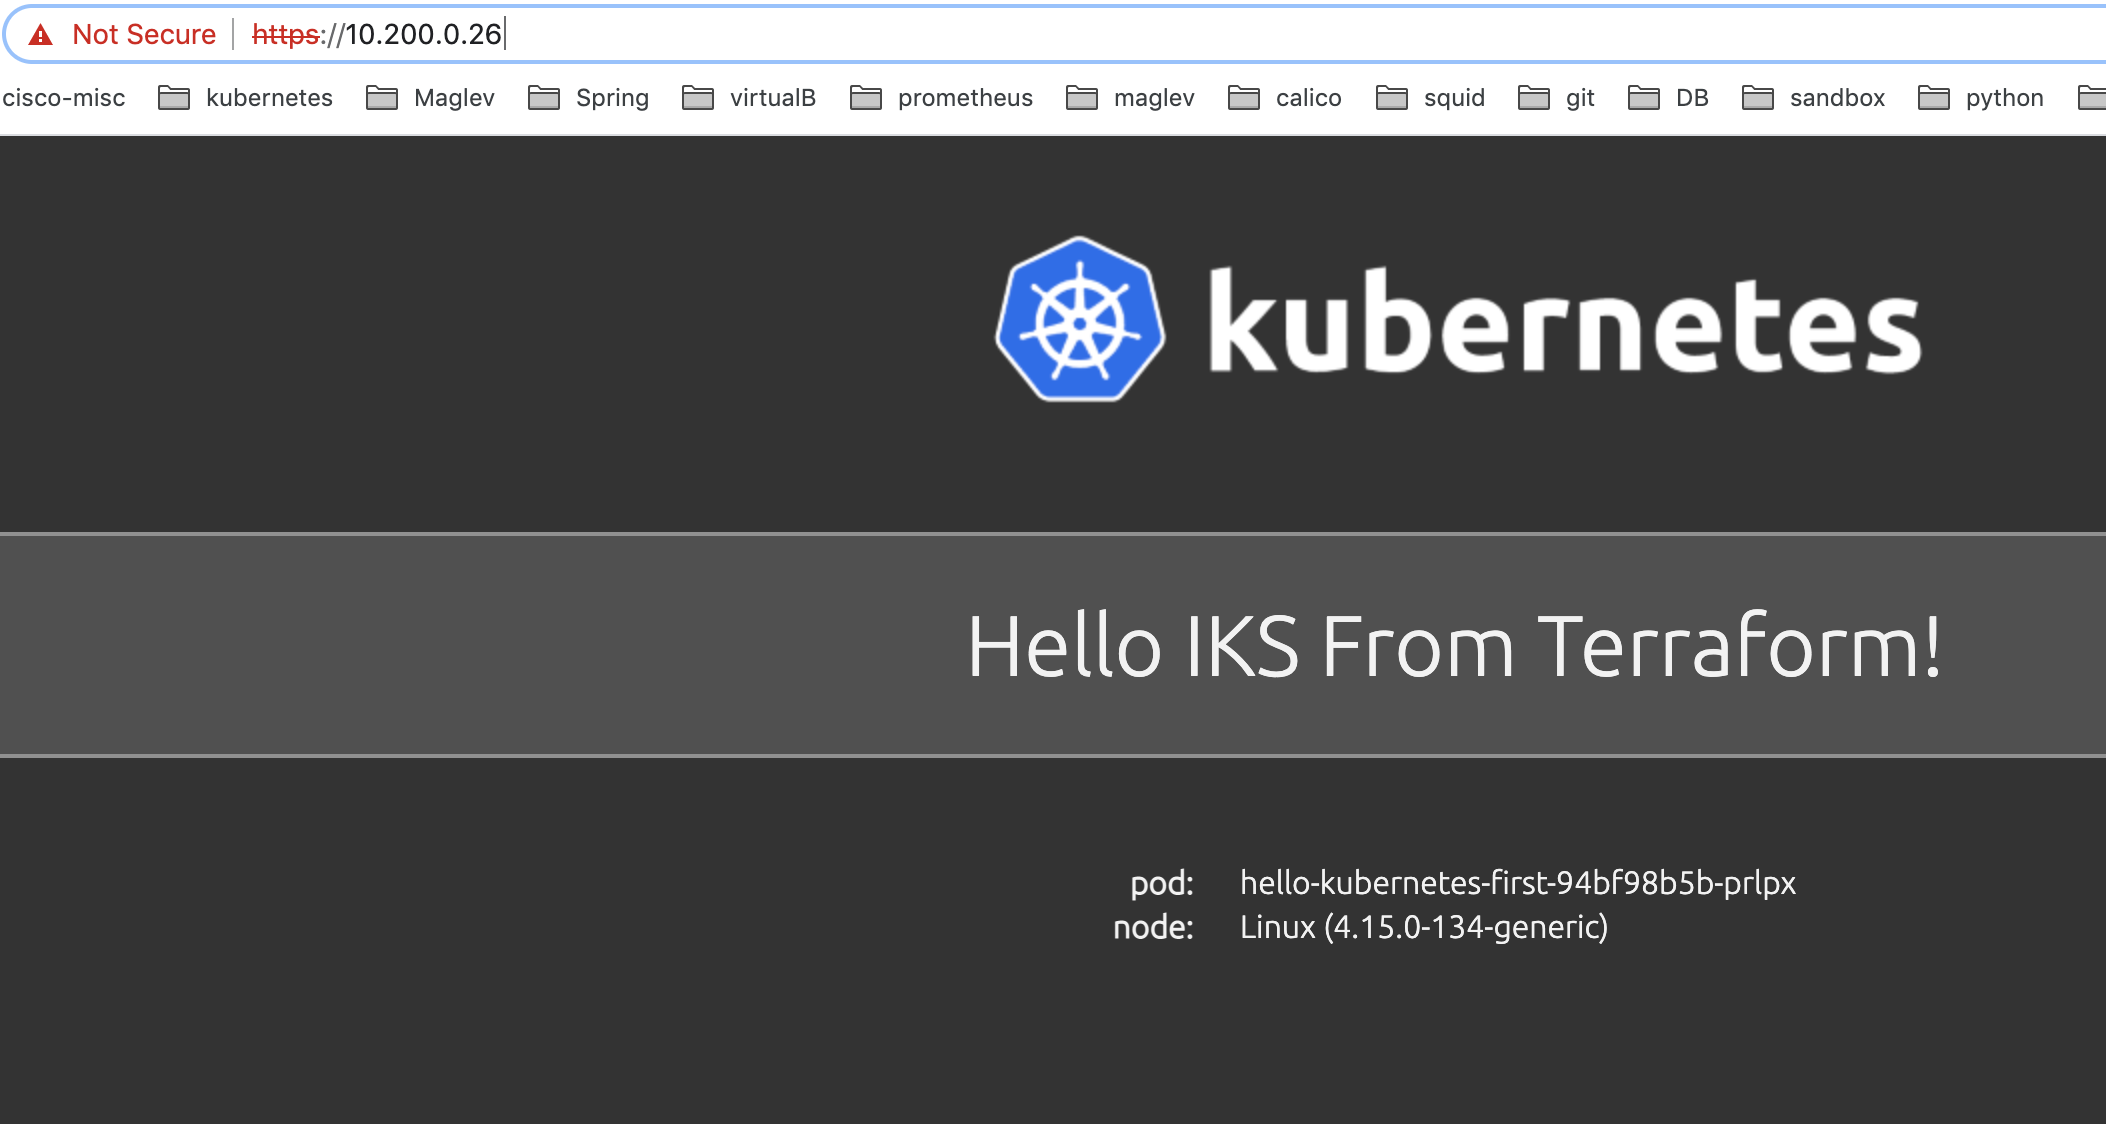 Not Secure https://10.200.0.26
cisco-misc kubernetes Maglev Spring virtualB prometheus maglev calico squid git DB sandbox python
kubernetes
Hello IKS From Terraform!
pod: hello-kubernetes-first-94bf98b5b-prlpx
node: Linux (4.15.0-134-generic)